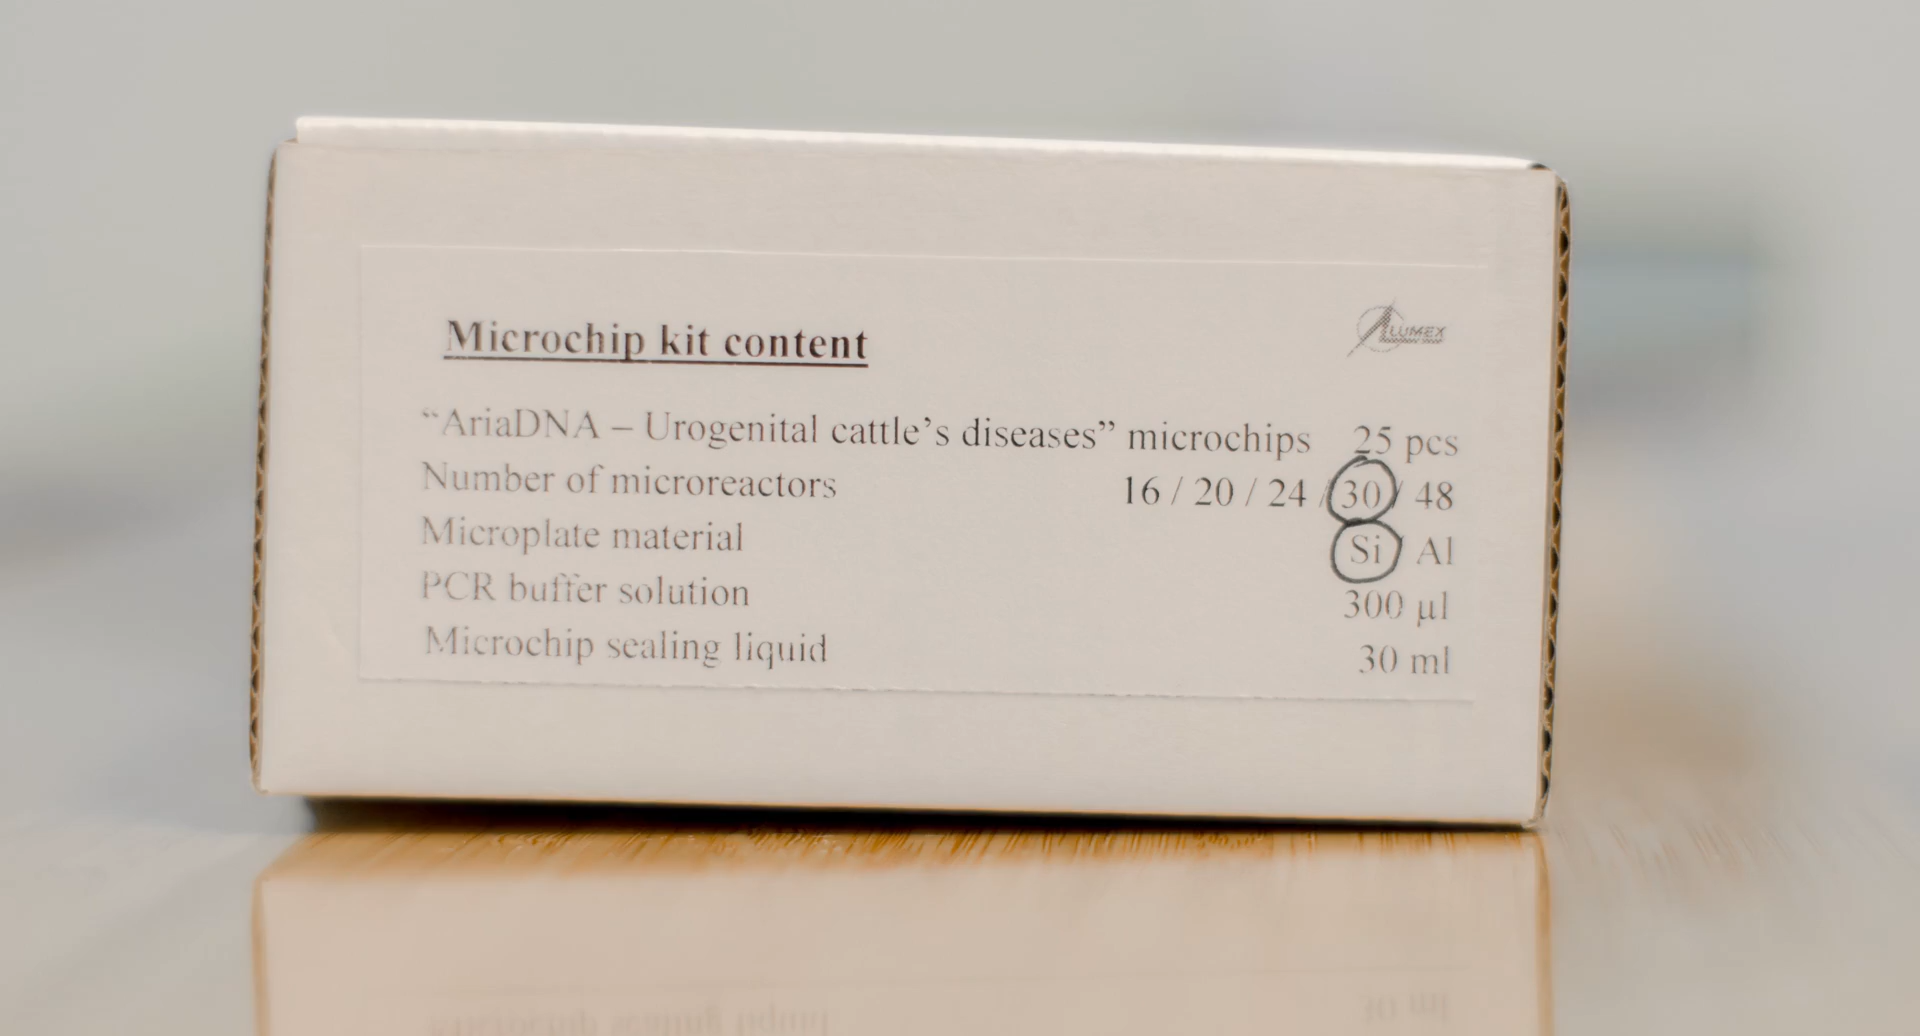 Microchip kit content
LUMEX
“AriaDNA – Urogenital cattle’s diseases” microchips 25 pcs
Number of microreactors 16 / 20 / 24 / 30 / 48
Microplate material Si / Al
PCR buffer solution 300 µl
Microchip sealing liquid 30 ml